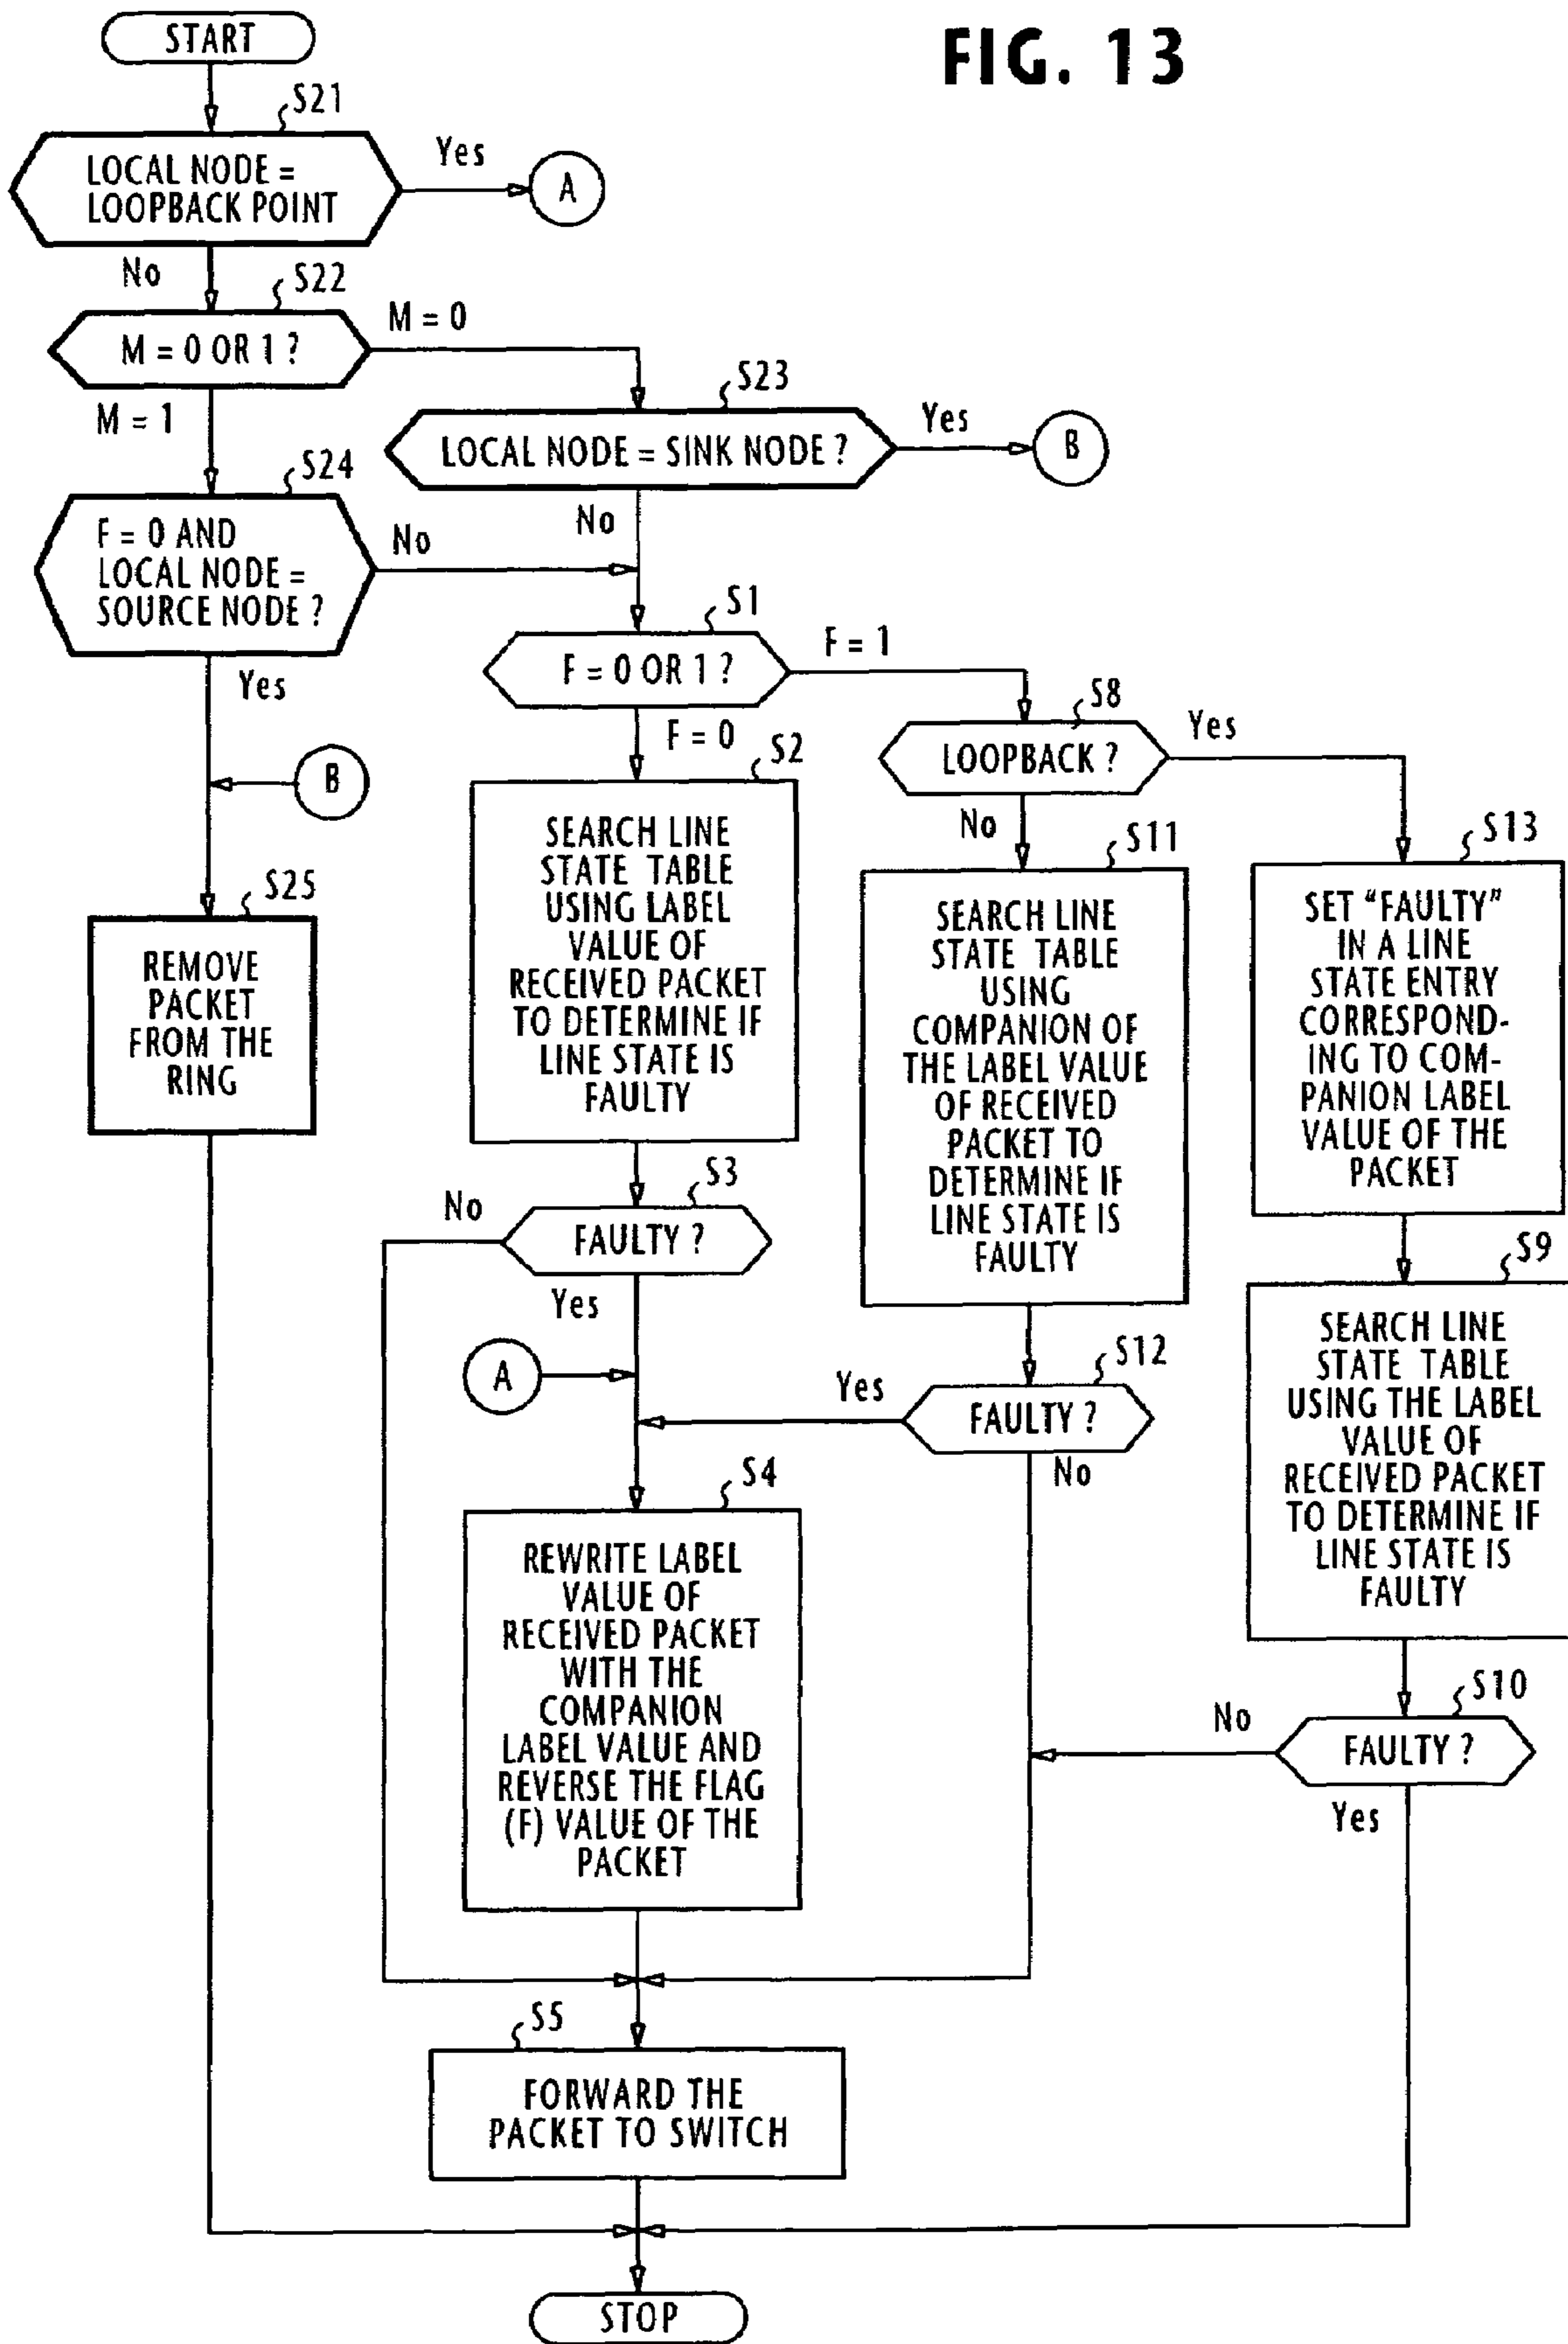 FIG. 13
START
S21
LOCAL NODE =
LOOPBACK POINT
Yes
A
No
S22
M = 0 OR 1 ?
M = 0
M = 1
S23
LOCAL NODE = SINK NODE ?
Yes
B
No
S24
F = 0 AND
LOCAL NODE =
SOURCE NODE ?
No
Yes
B
S25
REMOVE
PACKET
FROM THE
RING
S1
F = 0 OR 1 ?
F = 1
F = 0
S2
SEARCH LINE
STATE TABLE
USING LABEL
VALUE OF
RECEIVED PACKET
TO DETERMINE IF
LINE STATE IS
FAULTY
S3
FAULTY ?
No
Yes
A
S4
REWRITE LABEL
VALUE OF
RECEIVED PACKET
WITH THE
COMPANION
LABEL VALUE AND
REVERSE THE FLAG
(F) VALUE OF THE
PACKET
S5
FORWARD THE
PACKET TO SWITCH
STOP
S8
LOOPBACK ?
Yes
No
S11
SEARCH LINE
STATE TABLE
USING
COMPANION OF
THE LABEL VALUE
OF RECEIVED
PACKET TO
DETERMINE IF
LINE STATE IS
FAULTY
S12
FAULTY ?
Yes
No
S13
SET “FAULTY”
IN A LINE
STATE ENTRY
CORRESPOND-
ING TO COM-
PANION LABEL
VALUE OF THE
PACKET
S9
SEARCH LINE
STATE TABLE
USING THE LABEL
VALUE OF
RECEIVED PACKET
TO DETERMINE IF
LINE STATE IS
FAULTY
S10
FAULTY ?
No
Yes